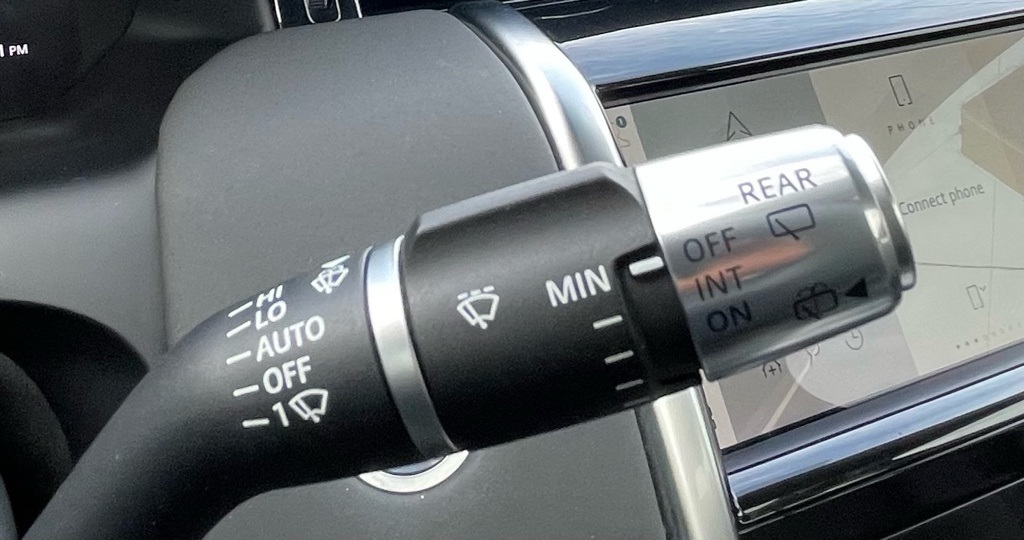 PM
PHONE
REAR
Connect phone
OFF
INT
MIN
ON
HI
LO
AUTO
OFF
1